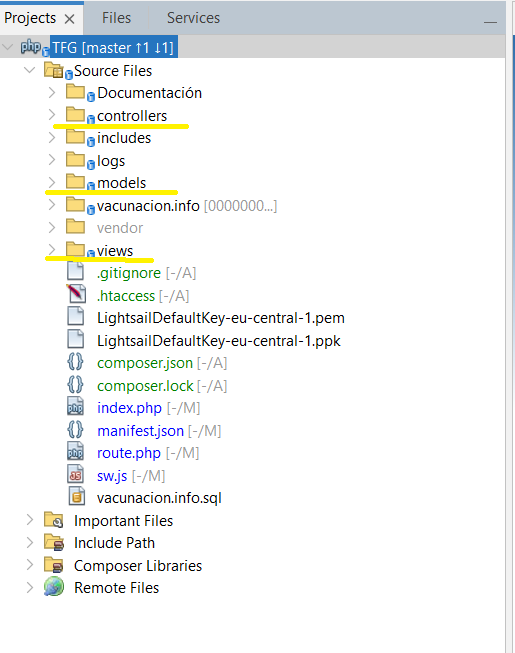 Projects × Files Services
php TFG [master ↑1 ↓1]
Source Files
Documentación
controllers
includes
logs
models
vacunacion.info [0000000...]
vendor
views
.gitignore [-/A]
.htaccess [-/A]
LightsailDefaultKey-eu-central-1.pem
LightsailDefaultKey-eu-central-1.ppk
composer.json [-/A]
composer.lock [-/A]
index.php [-/M]
manifest.json [-/M]
route.php [-/M]
sw.js [-/M]
vacunacion.info.sql
Important Files
Include Path
Composer Libraries
Remote Files